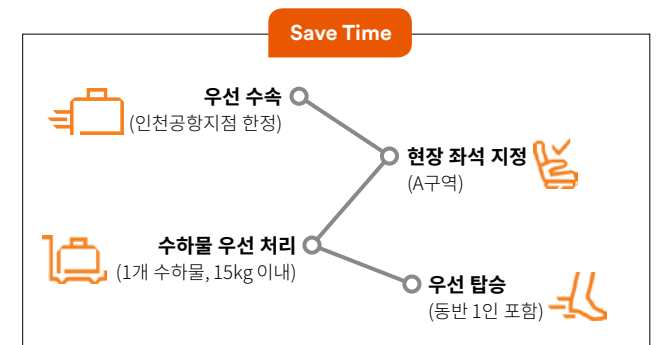 Save Time
우선 수속
(인천공항지점 한정)
현장 좌석 지정
(A구역)
수하물 우선 처리
(1개 수하물, 15kg 이내)
우선 탑승
(동반 1인 포함)